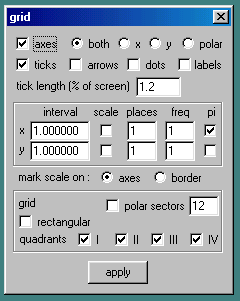 grid
axes both x y polar
ticks arrows dots labels
tick length (% of screen) 1.2
interval scale places freq pi
x 1.000000 1 1
y 1.000000 1 1
mark scale on : axes border
grid polar sectors 12
rectangular
quadrants I II III IV
apply